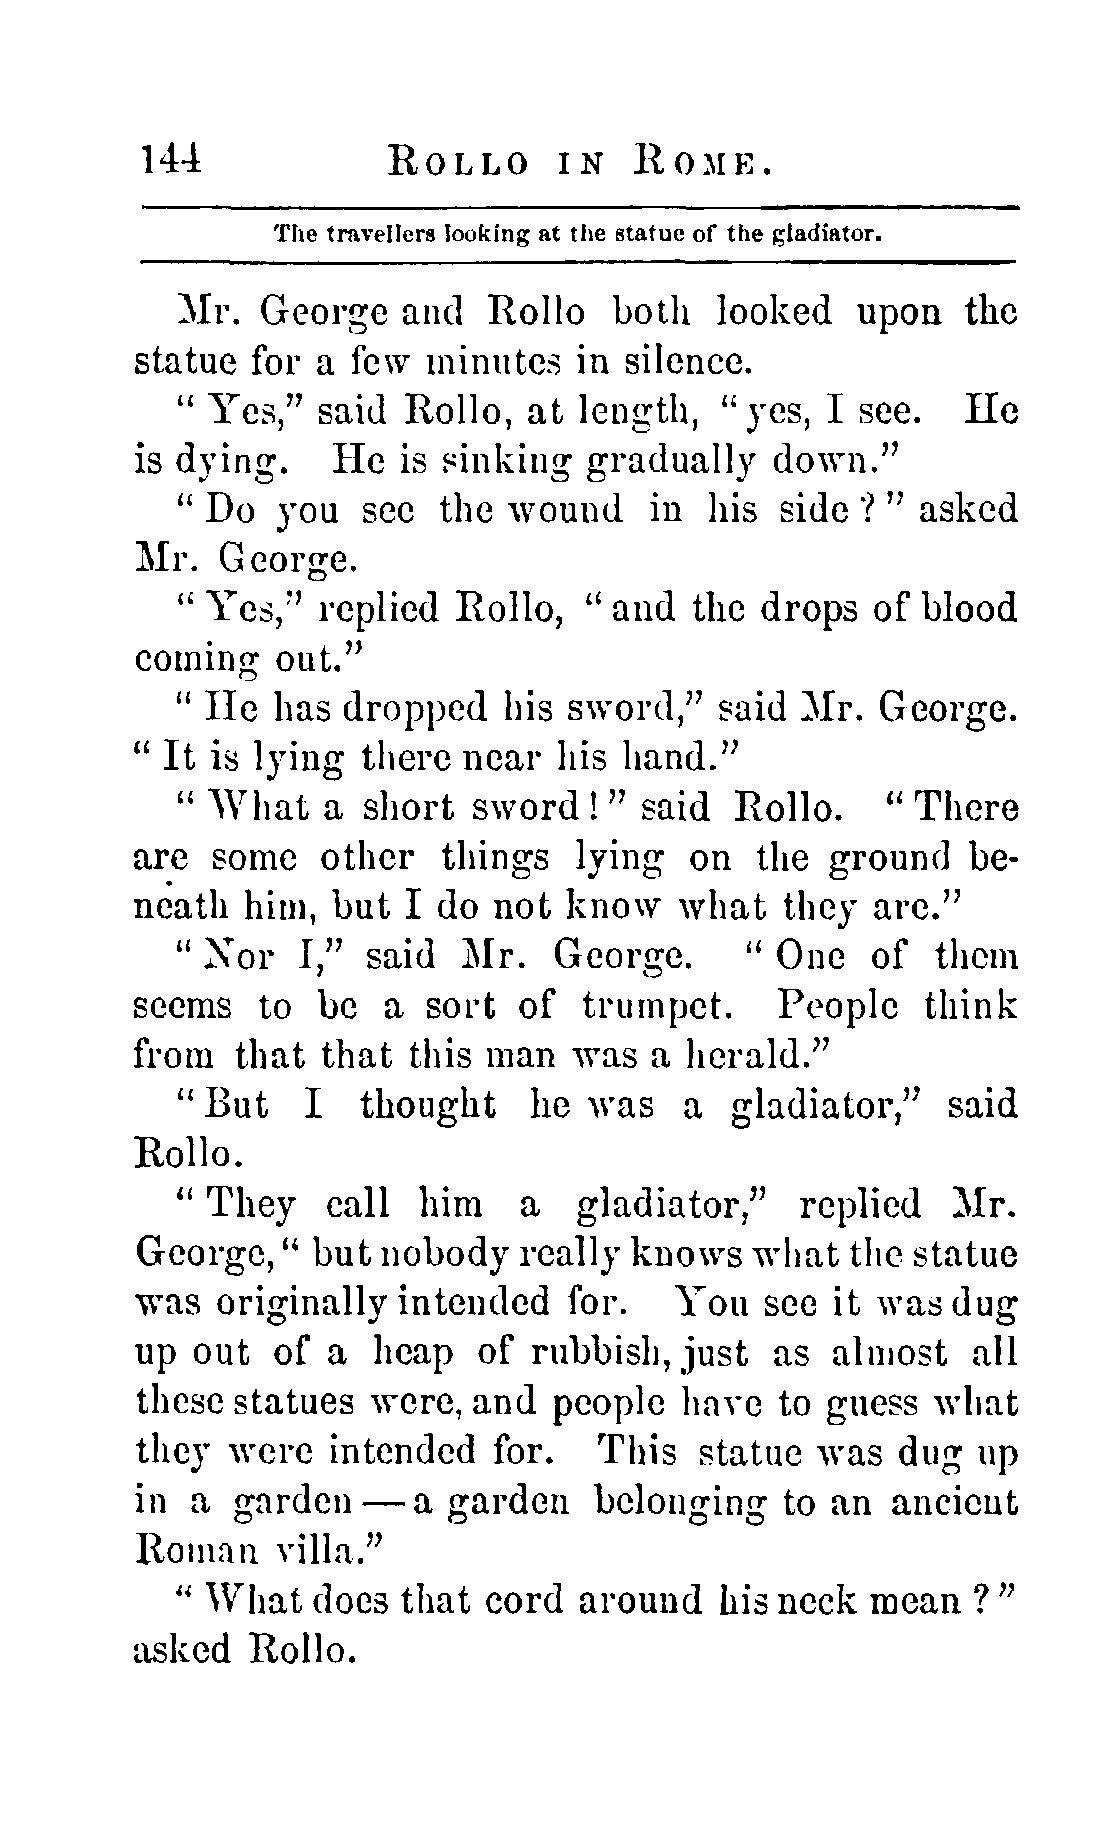 144 ROLLO IN ROME.
The travellers looking at the statue of the gladiator.
Mr. George and Rollo both looked upon the
statue for a few minutes in silence.
“Yes,” said Rollo, at length, “yes, I see. He
is dying. He is sinking gradually down.”
“Do you see the wound in his side?” asked
Mr. George.
“Yes,” replied Rollo, “and the drops of blood
coming out.”
“He has dropped his sword,” said Mr. George.
“It is lying there near his hand.”
“What a short sword!” said Rollo. “There
are some other things lying on the ground be-
neath him, but I do not know what they are.”
“Nor I,” said Mr. George. “One of them
seems to be a sort of trumpet. People think
from that that this man was a herald.”
“But I thought he was a gladiator,” said
Rollo.
“They call him a gladiator,” replied Mr.
George, “but nobody really knows what the statue
was originally intended for. You see it was dug
up out of a heap of rubbish, just as almost all
these statues were, and people have to guess what
they were intended for. This statue was dug up
in a garden — a garden belonging to an ancient
Roman villa.”
“What does that cord around his neck mean?”
asked Rollo.